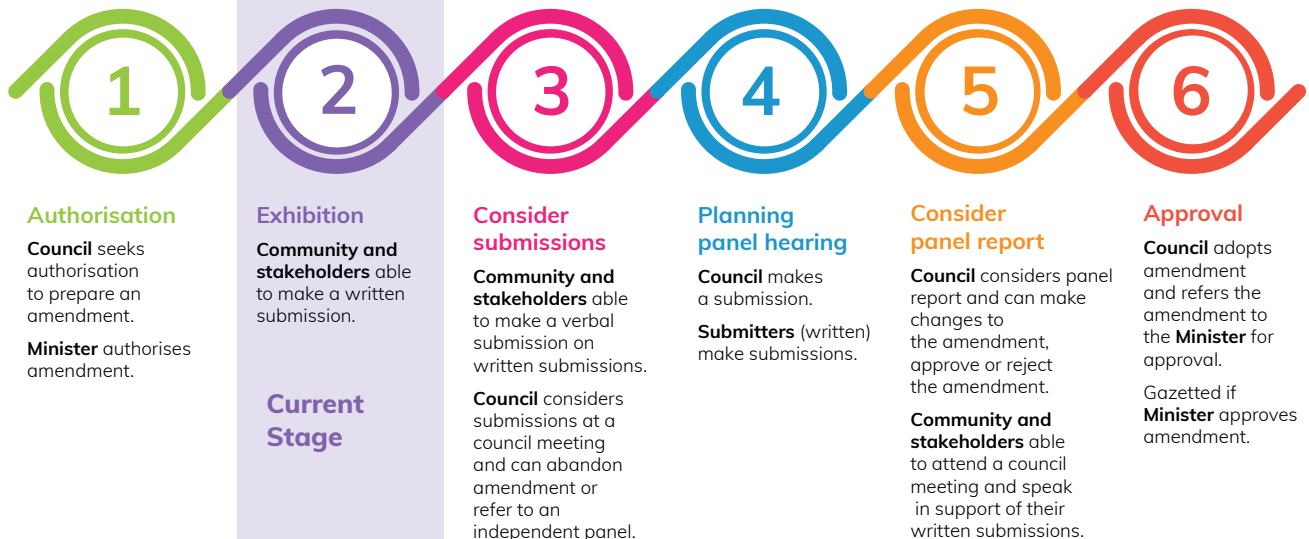 1
2
3
4
5
6
Authorisation
Council seeks
authorisation
to prepare an
amendment.
Minister authorises
amendment.
Exhibition
Community and
stakeholders able
to make a written
submission.
Current
Stage
Consider
submissions
Community and
stakeholders able
to make a verbal
submission on
written submissions.
Council considers
submissions at a
council meeting
and can abandon
amendment or
refer to an
independent panel.
Planning
panel hearing
Council makes
a submission.
Submitters (written)
make submissions.
Consider
panel report
Council considers panel
report and can make
changes to
the amendment,
approve or reject
the amendment.
Community and
stakeholders able
to attend a council
meeting and speak
in support of their
written submissions.
Approval
Council adopts
amendment
and refers the
amendment to
the Minister for
approval.
Gazetted if
Minister approves
amendment.